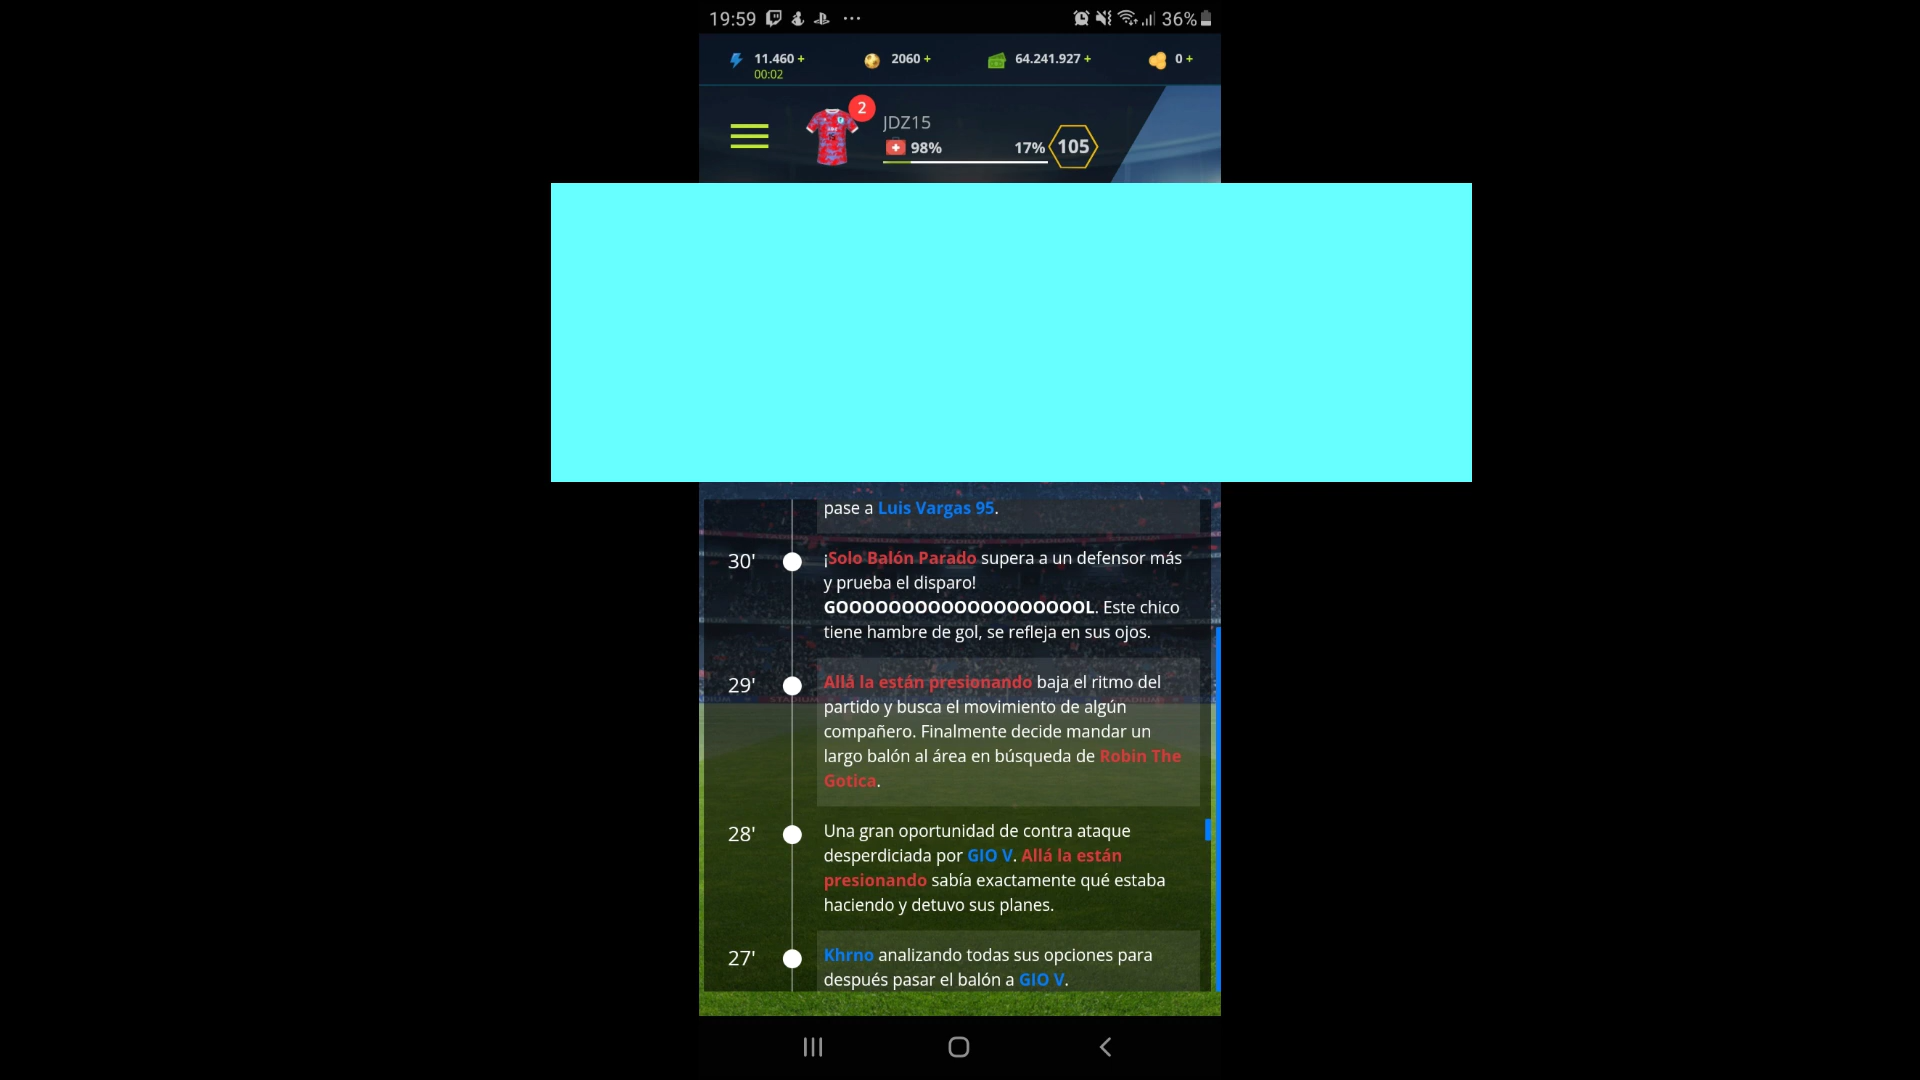 19:59 36%
11.460 + 2060 + 64.241.927 + 0 +
00:02
2
JDZ15
98% 17% 105
pase a Luis Vargas 95.
30' ¡Solo Balón Parado supera a un defensor más
y prueba el disparo!
GOOOOOOOOOOOOOOOOOOOL. Este chico
tiene hambre de gol, se refleja en sus ojos.
29' Allá la están presionando baja el ritmo del
partido y busca el movimiento de algún
compañero. Finalmente decide mandar un
largo balón al área en búsqueda de Robin The
Gotica.
28' Una gran oportunidad de contra ataque
desperdiciada por GIO V. Allá la están
presionando sabía exactamente qué estaba
haciendo y detuvo sus planes.
27' Khrno analizando todas sus opciones para
después pasar el balón a GIO V.